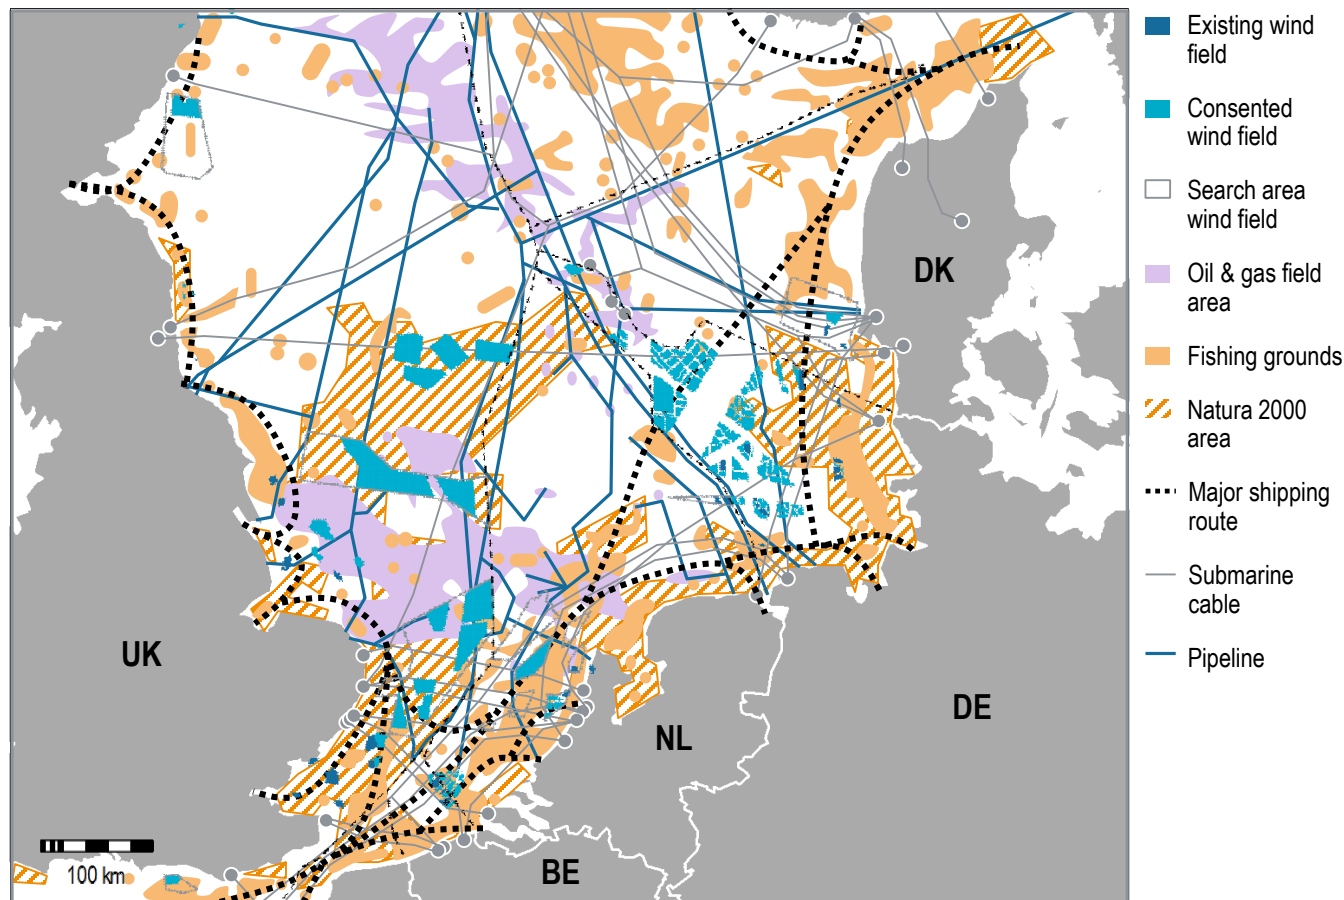 Existing wind
field
Consented
wind field
Search area
wind field
Oil & gas field
area
Fishing grounds
Natura 2000
area
Major shipping
route
Submarine
cable
Pipeline
DK
UK
DE
NL
BE
100 km